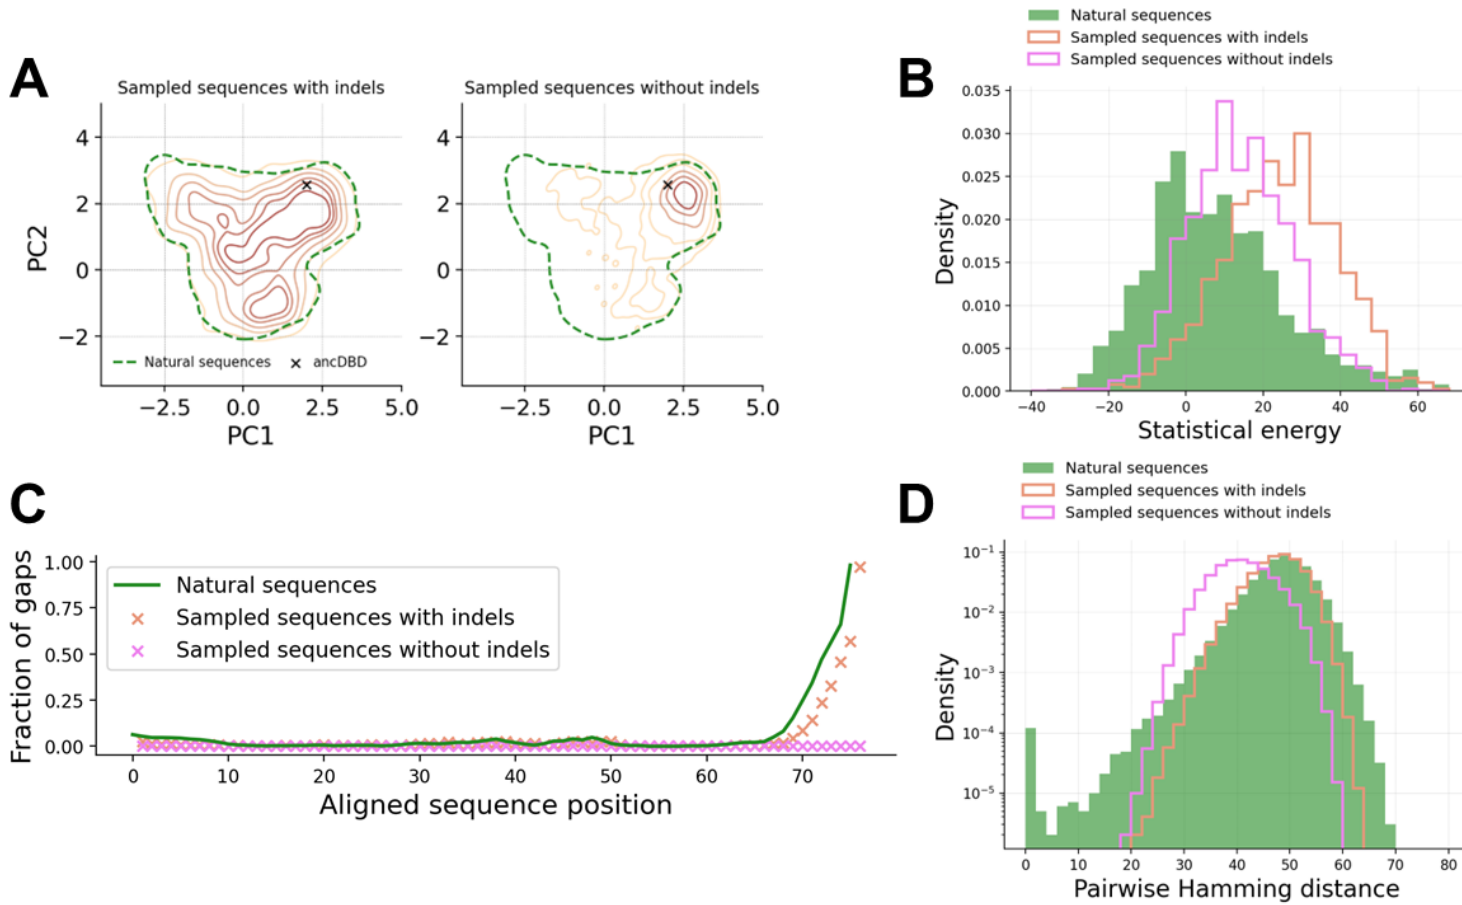 A
Sampled sequences with indels
Sampled sequences without indels
4
2
0
−2
PC2
Natural sequences
ancDBD
−2.5
0.0
2.5
5.0
PC1
4
2
0
−2
−2.5
0.0
2.5
5.0
PC1
B
Natural sequences
Sampled sequences with indels
Sampled sequences without indels
0.035
0.030
0.025
0.020
0.015
0.010
0.005
0.000
Density
−40
−20
0
20
40
60
Statistical energy
C
1.00
0.75
0.50
0.25
0.00
Fraction of gaps
Natural sequences
Sampled sequences with indels
Sampled sequences without indels
0
10
20
30
40
50
60
70
Aligned sequence position
D
Natural sequences
Sampled sequences with indels
Sampled sequences without indels
10⁻¹
10⁻²
10⁻³
10⁻⁴
10⁻⁵
Density
0
10
20
30
40
50
60
70
80
Pairwise Hamming distance